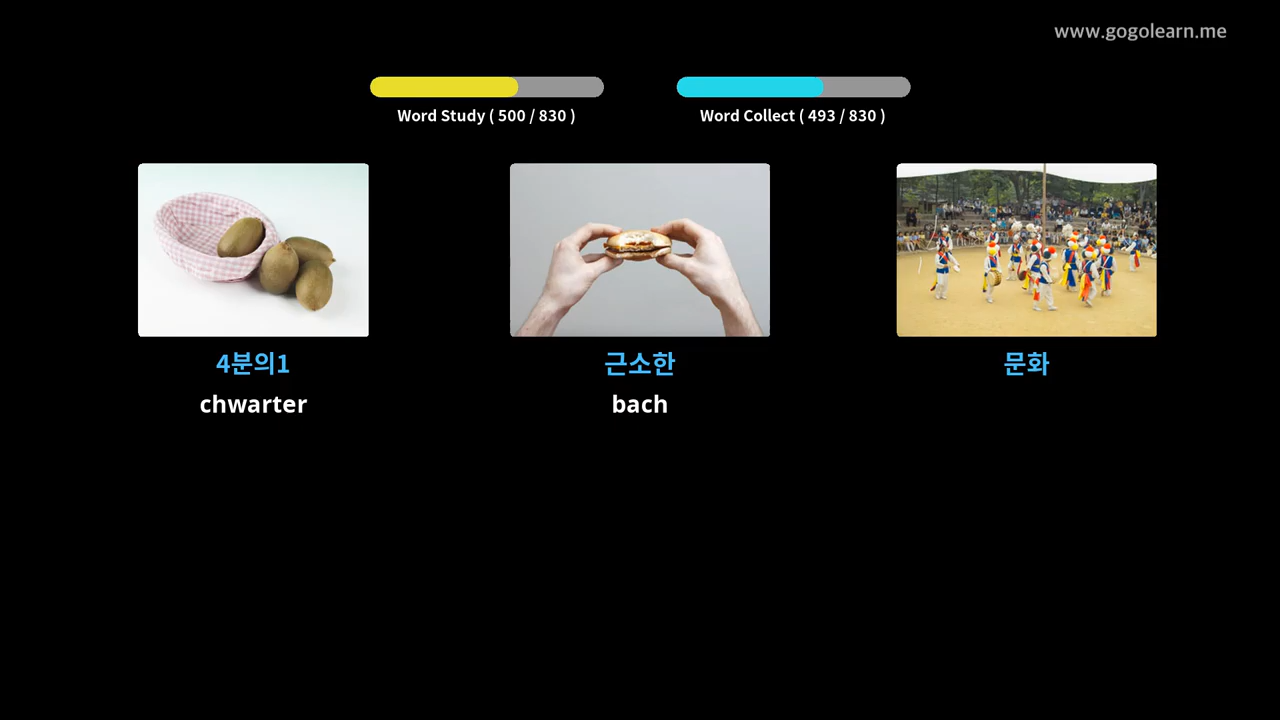 www.gogolearn.me
Word Study ( 500 / 830 )
Word Collect ( 493 / 830 )
4분의1
근소한
문화
chwarter
bach